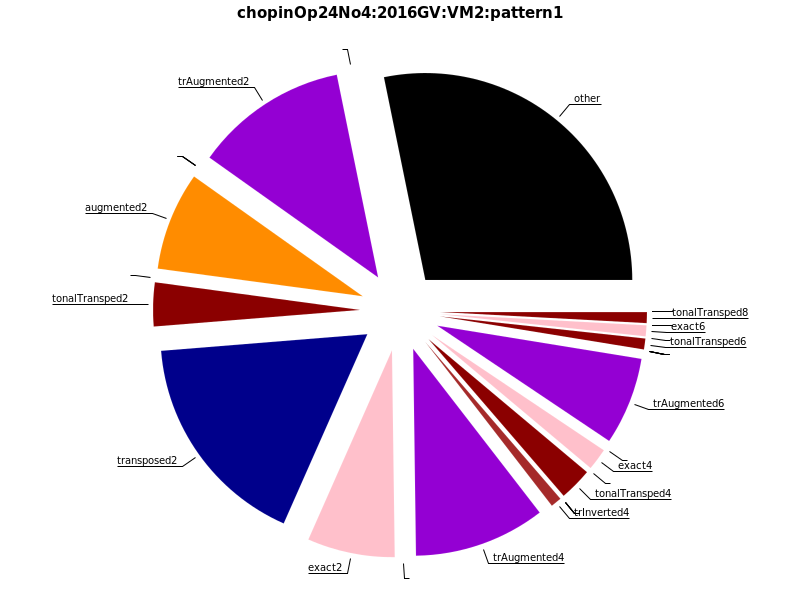 chopinOp24No4:2016GV:VM2:pattern1
trAugmented2
other
augmented2
tonalTransped2
tonalTransped8
exact6
tonalTransped6
trAugmented6
transposed2
exact4
tonalTransped4
trInverted4
trAugmented4
exact2